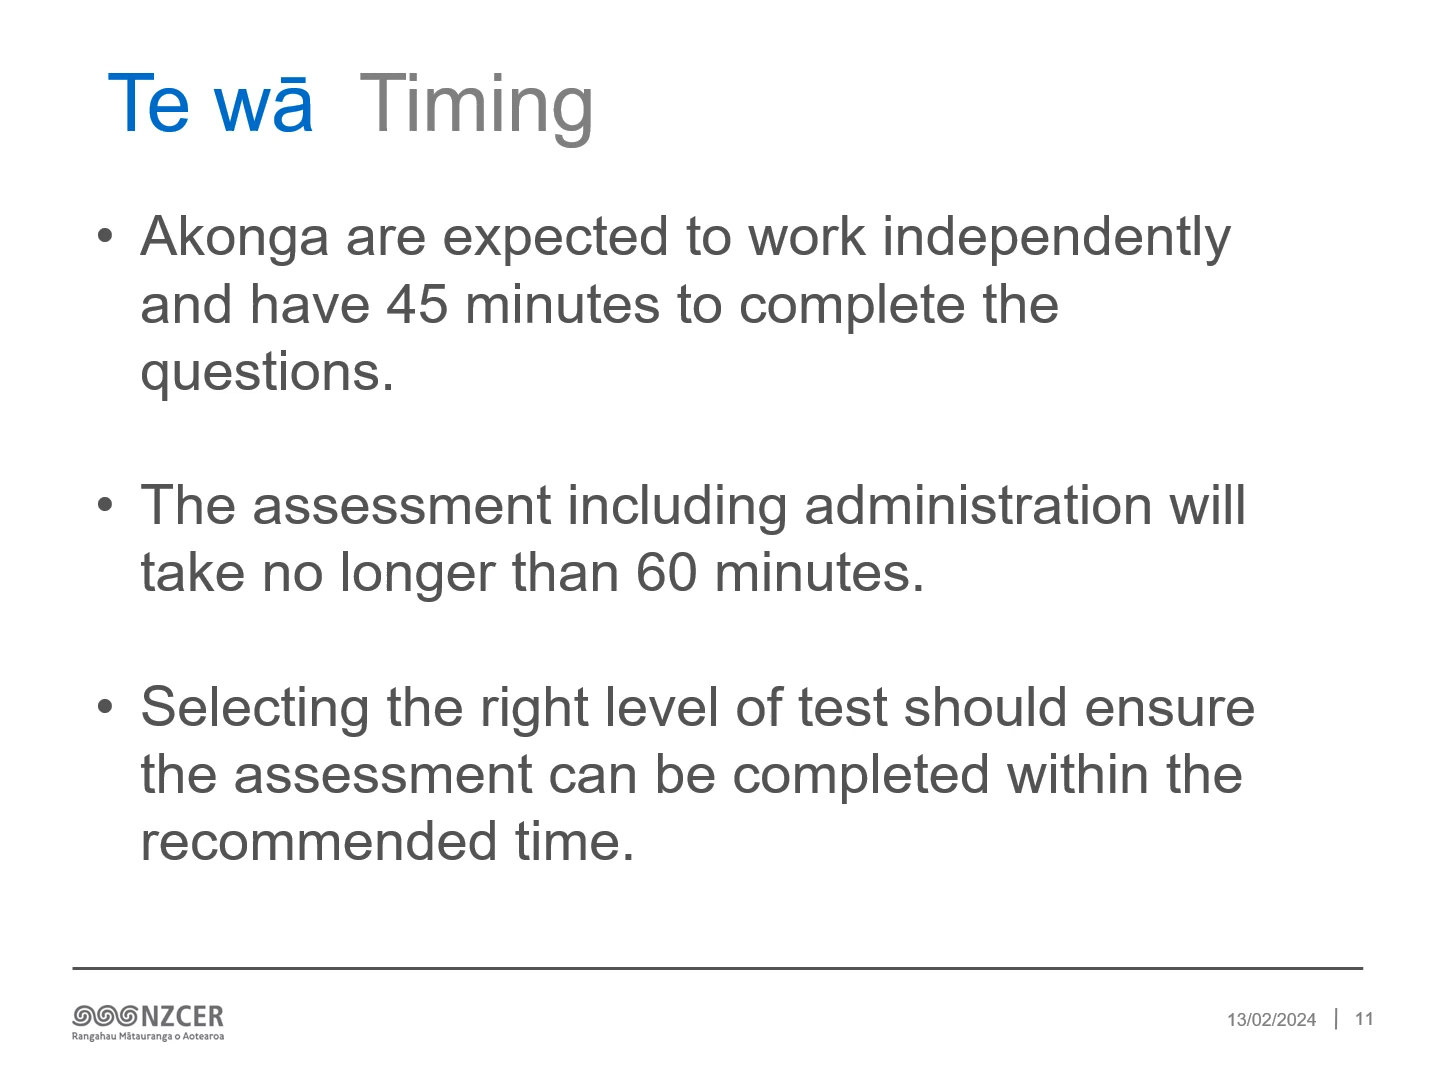 Te wā Timing
• Akonga are expected to work independently
and have 45 minutes to complete the
questions.
• The assessment including administration will
take no longer than 60 minutes.
• Selecting the right level of test should ensure
the assessment can be completed within the
recommended time.
NZCER
Rangahau Mātauranga o Aotearoa
13/02/2024 | 11